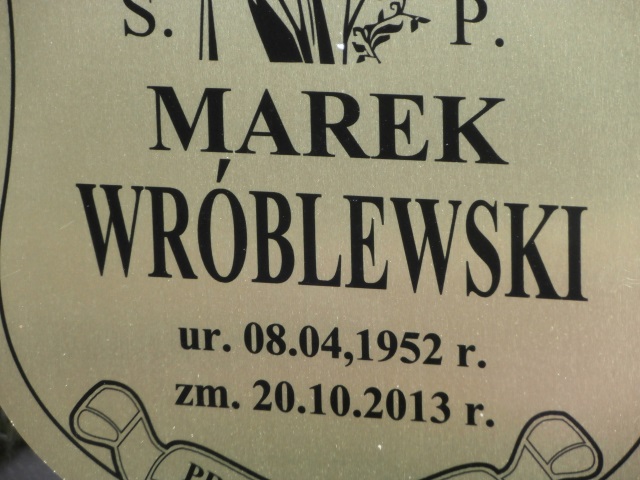 S. P.
MAREK
WRÓBLEWSKI
ur. 08.04,1952 r.
zm. 20.10.2013 r.